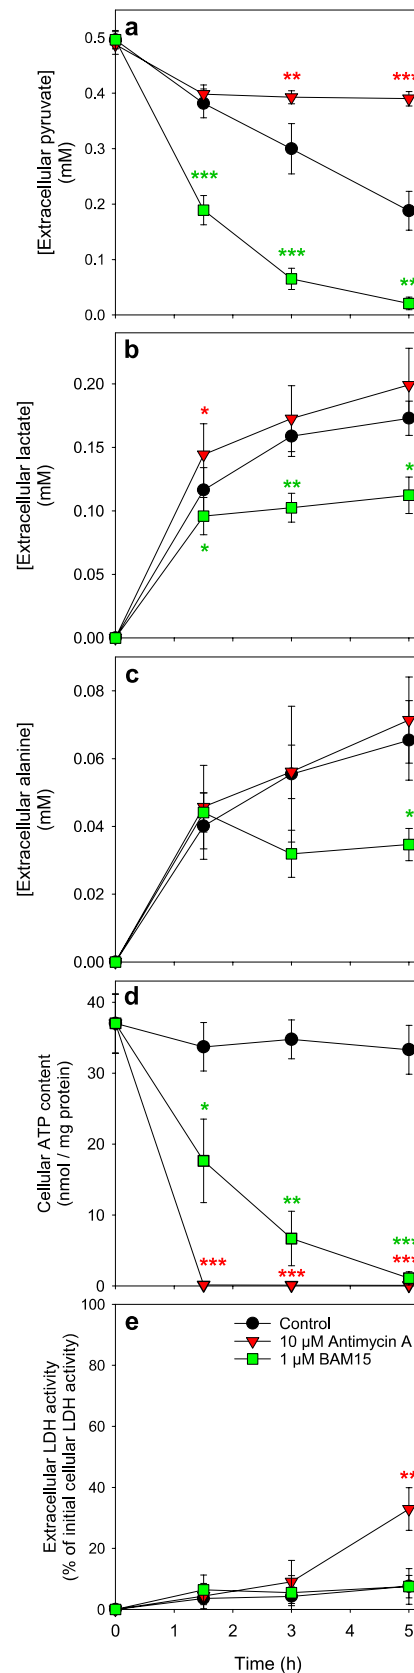 a
[Extracellular pyruvate]
(mM)
0.5
0.4
0.3
0.2
0.1
0.0
**
***
***
***
**
b
[Extracellular lactate]
(mM)
0.20
0.15
0.10
0.05
0.00
*
*
**
*
c
[Extracellular alanine]
(mM)
0.08
0.06
0.04
0.02
0.00
*
d
Cellular ATP content
(nmol / mg protein)
40
30
20
10
0
*
**
***
***
***
***
e
Extracellular LDH activity
(% of initial cellular LDH activity)
100
80
60
40
20
0
Control
10 µM Antimycin A
1 µM BAM15
**
0 1 2 3 4 5
Time (h)